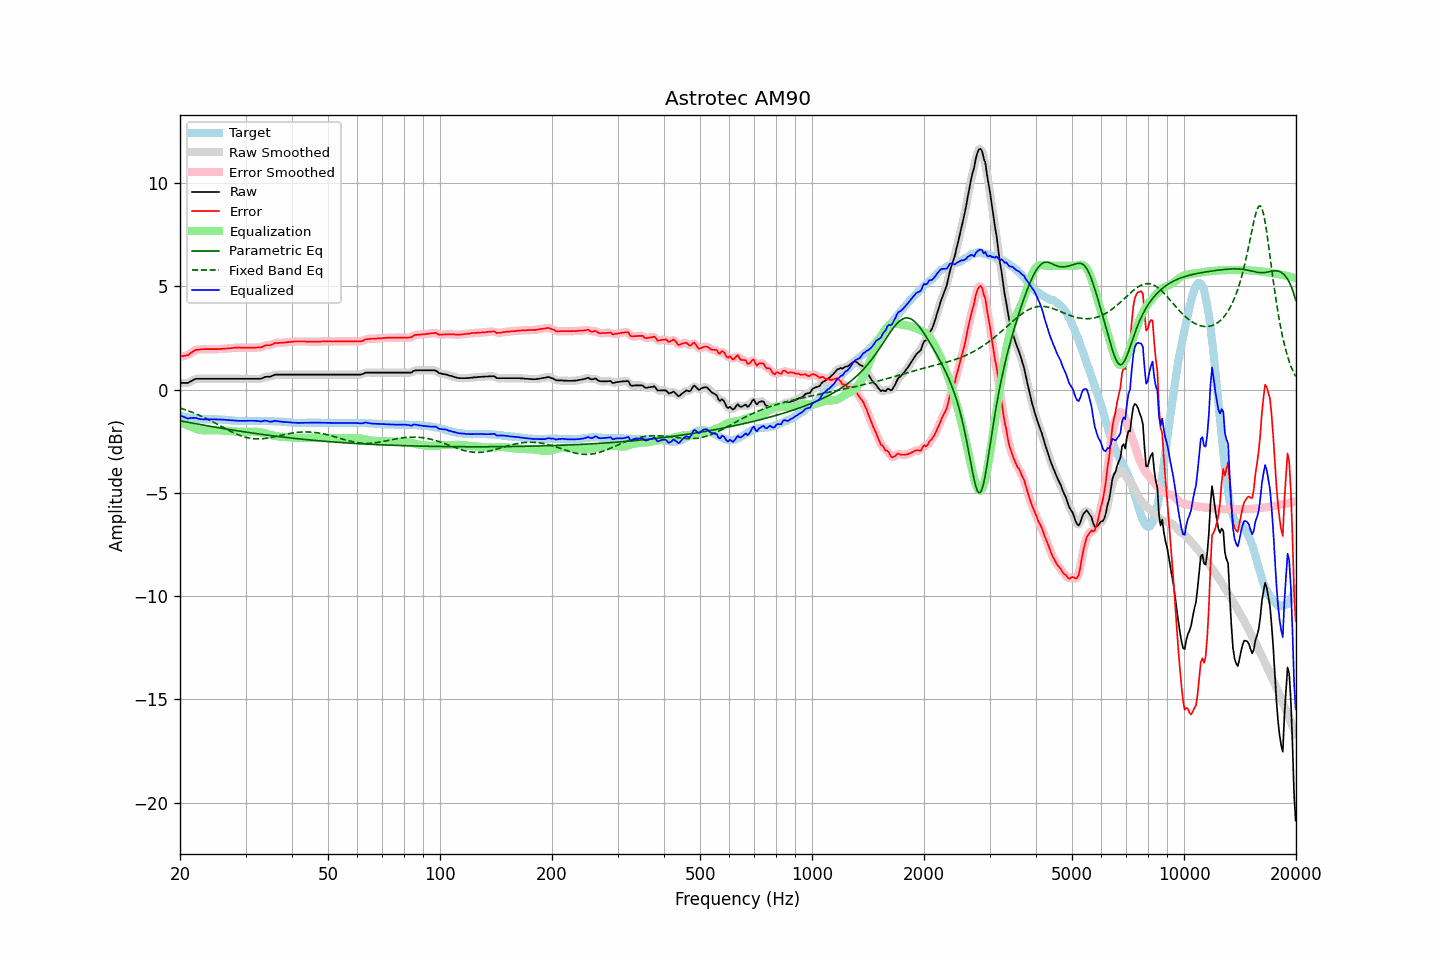 Astrotec AM90
Target
Raw Smoothed
Error Smoothed
Raw
Error
Equalization
Parametric Eq
Fixed Band Eq
Equalized
Amplitude (dBr)
10
5
0
−5
−10
−15
−20
20 50 100 200 500 1000 2000 5000 10000 20000
Frequency (Hz)